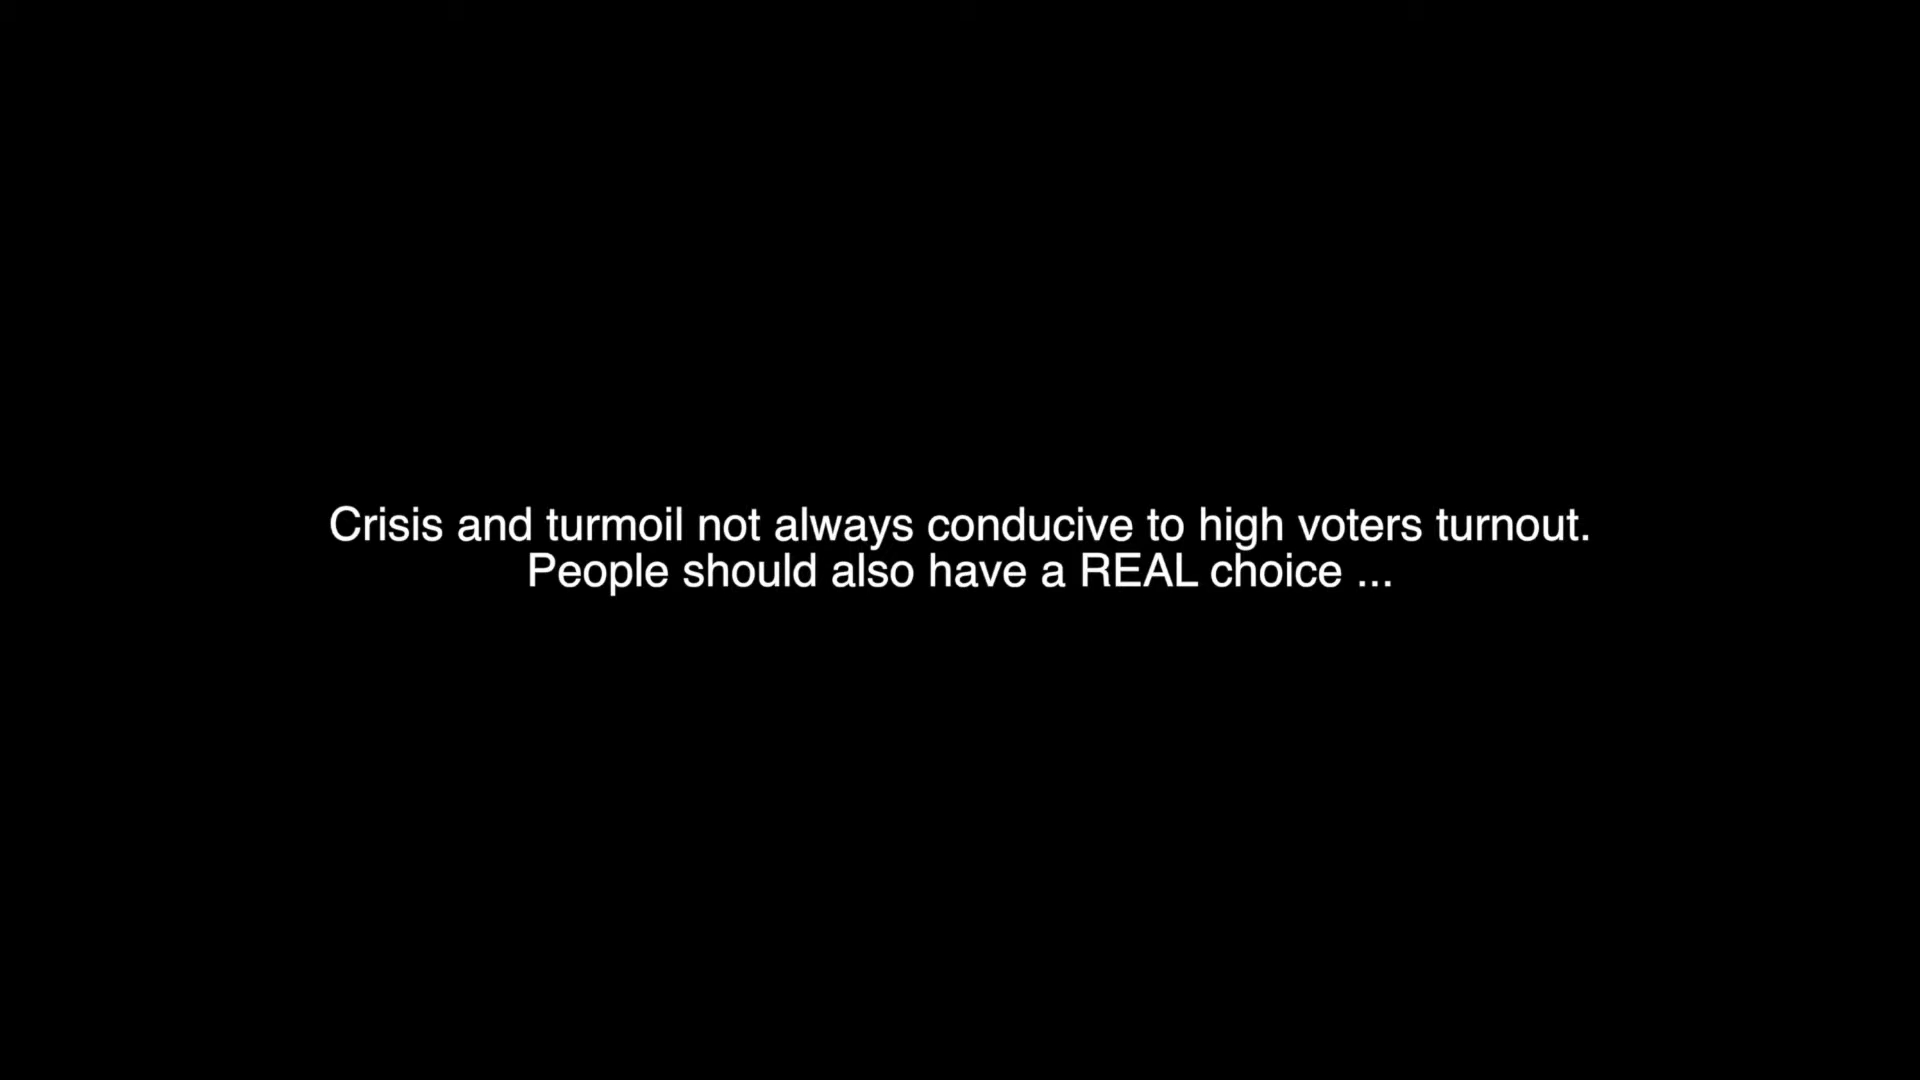 Crisis and turmoil not always conducive to high voters turnout.
People should also have a REAL choice ...